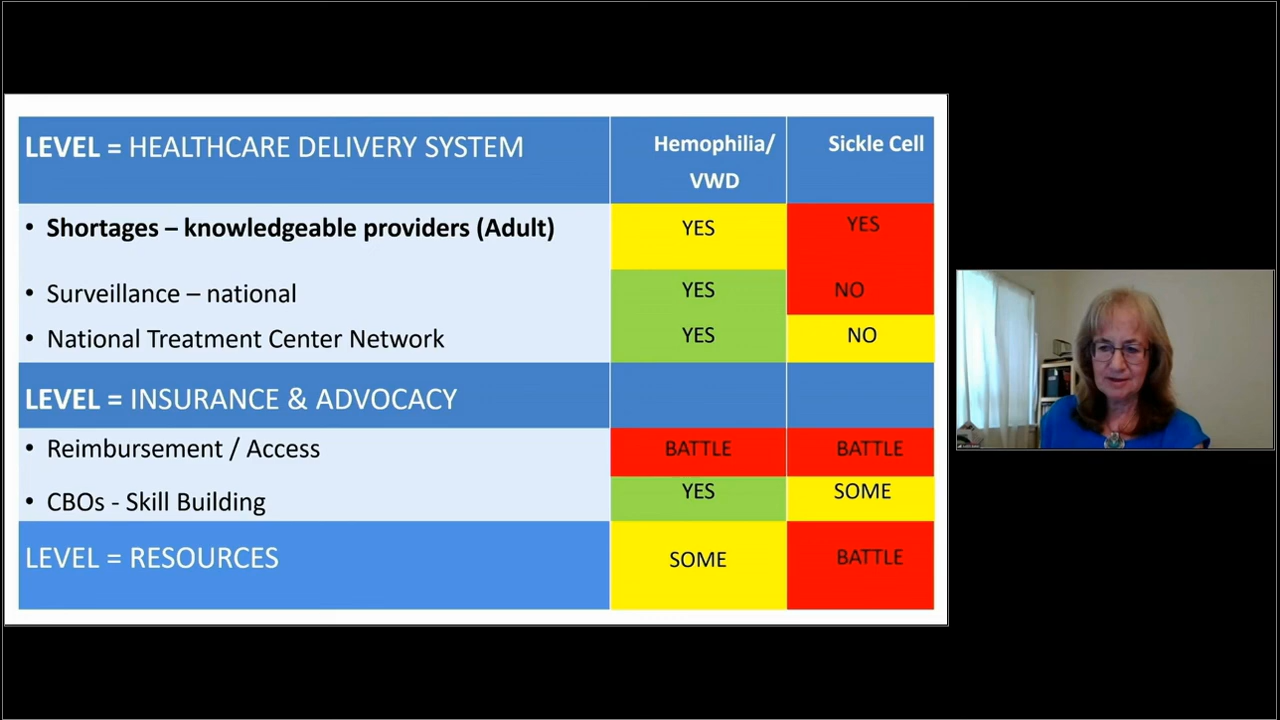 LEVEL = HEALTHCARE DELIVERY SYSTEM
Hemophilia/
VWD
Sickle Cell
• Shortages – knowledgeable providers (Adult)
YES
YES
• Surveillance – national
YES
NO
• National Treatment Center Network
YES
NO
LEVEL = INSURANCE & ADVOCACY
• Reimbursement / Access
BATTLE
BATTLE
• CBOs - Skill Building
YES
SOME
LEVEL = RESOURCES
SOME
BATTLE